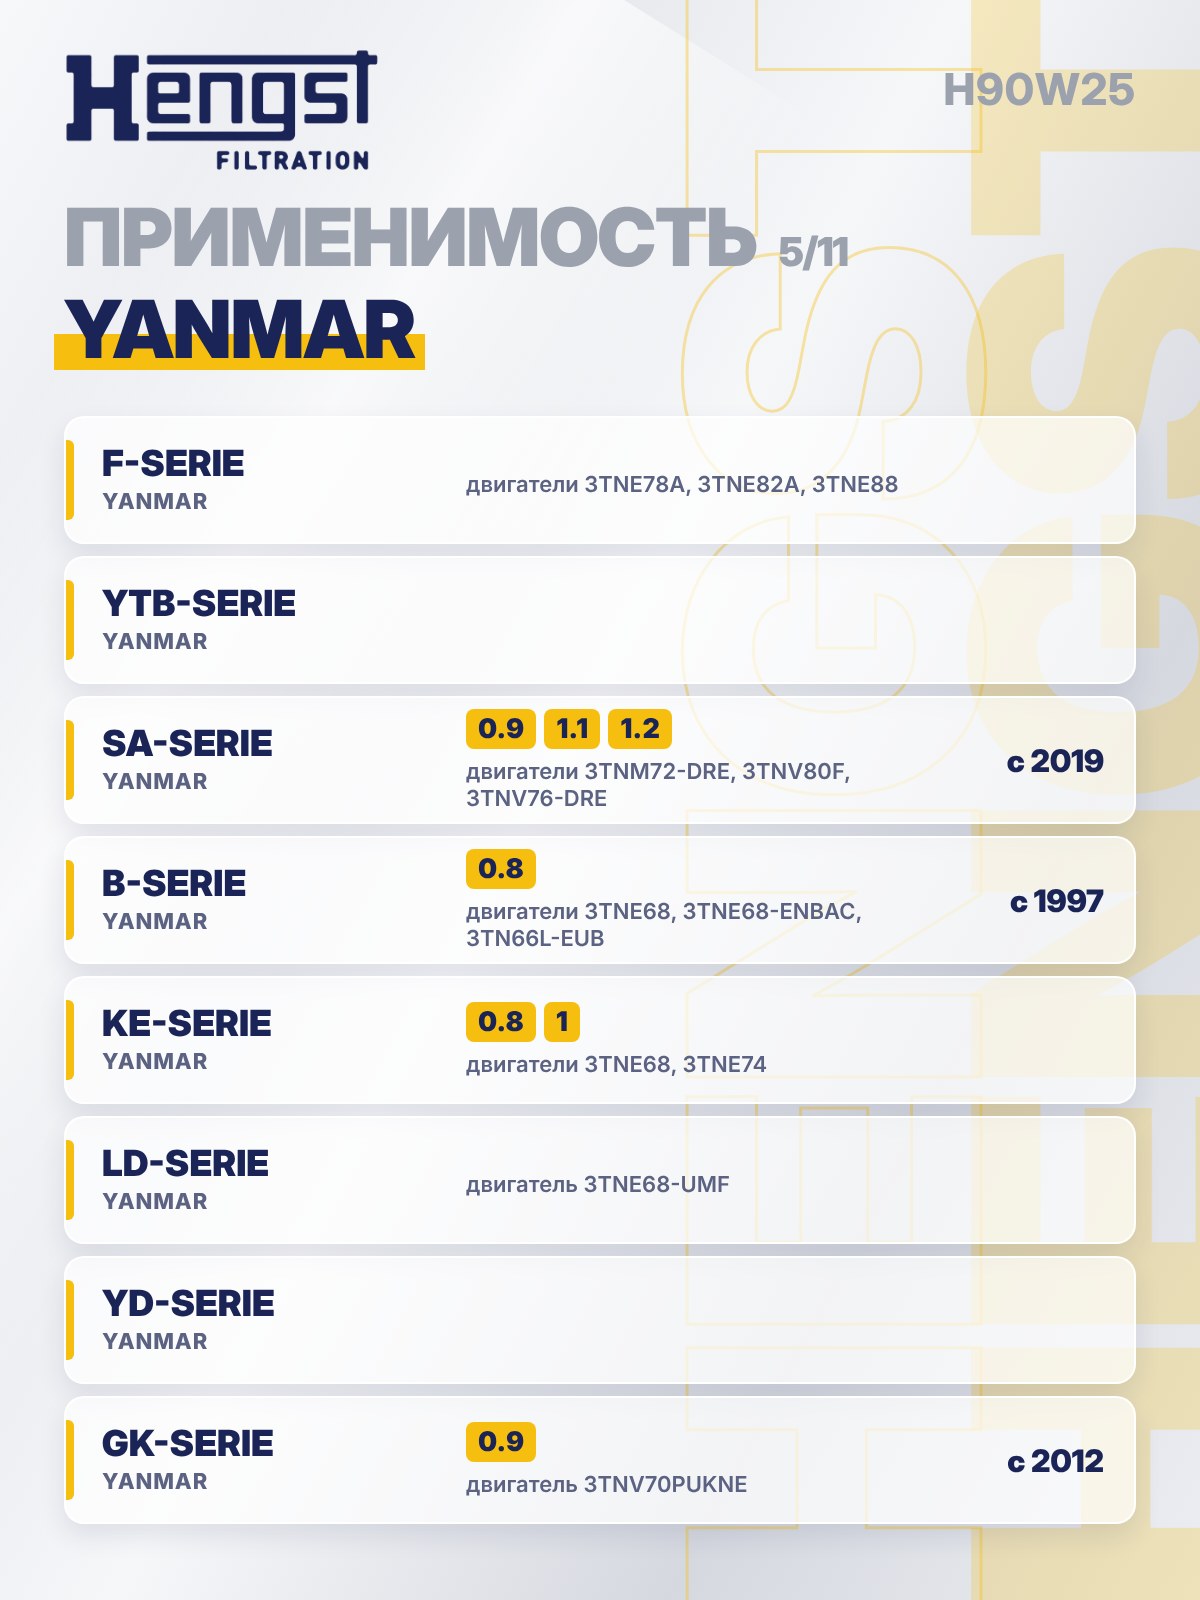 Hengst
FILTRATION
H90W25
ПРИМЕНИМОСТЬ 5/11
YANMAR
F-SERIE
YANMAR
двигатели 3TNE78A, 3TNE82A, 3TNE88
YTB-SERIE
YANMAR
SA-SERIE
YANMAR
0.9 1.1 1.2
двигатели 3TNM72-DRE, 3TNV80F,
3TNV76-DRE
с 2019
B-SERIE
YANMAR
0.8
двигатели 3TNE68, 3TNE68-ENBAC,
3TN66L-EUB
с 1997
KE-SERIE
YANMAR
0.8 1
двигатели 3TNE68, 3TNE74
LD-SERIE
YANMAR
двигатель 3TNE68-UMF
YD-SERIE
YANMAR
GK-SERIE
YANMAR
0.9
двигатель 3TNV70PUKNE
с 2012
HENGST
HENGST